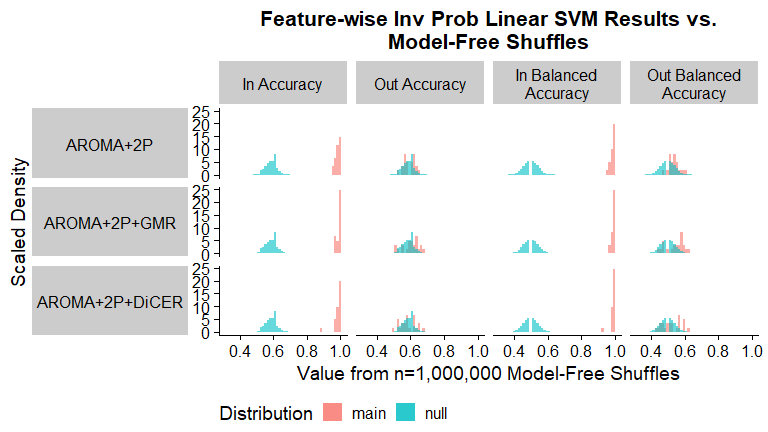 Feature-wise Inv Prob Linear SVM Results vs.
Model-Free Shuffles
In Accuracy
Out Accuracy
In Balanced
Accuracy
Out Balanced
Accuracy
Scaled Density
AROMA+2P
25
20
15
10
5
0
AROMA+2P+GMR
25
20
15
10
5
0
AROMA+2P+DiCER
25
20
15
10
5
0
0.4 0.6 0.8 1.0 0.4 0.6 0.8 1.0 0.4 0.6 0.8 1.0 0.4 0.6 0.8 1.0
Value from n=1,000,000 Model-Free Shuffles
Distribution main null